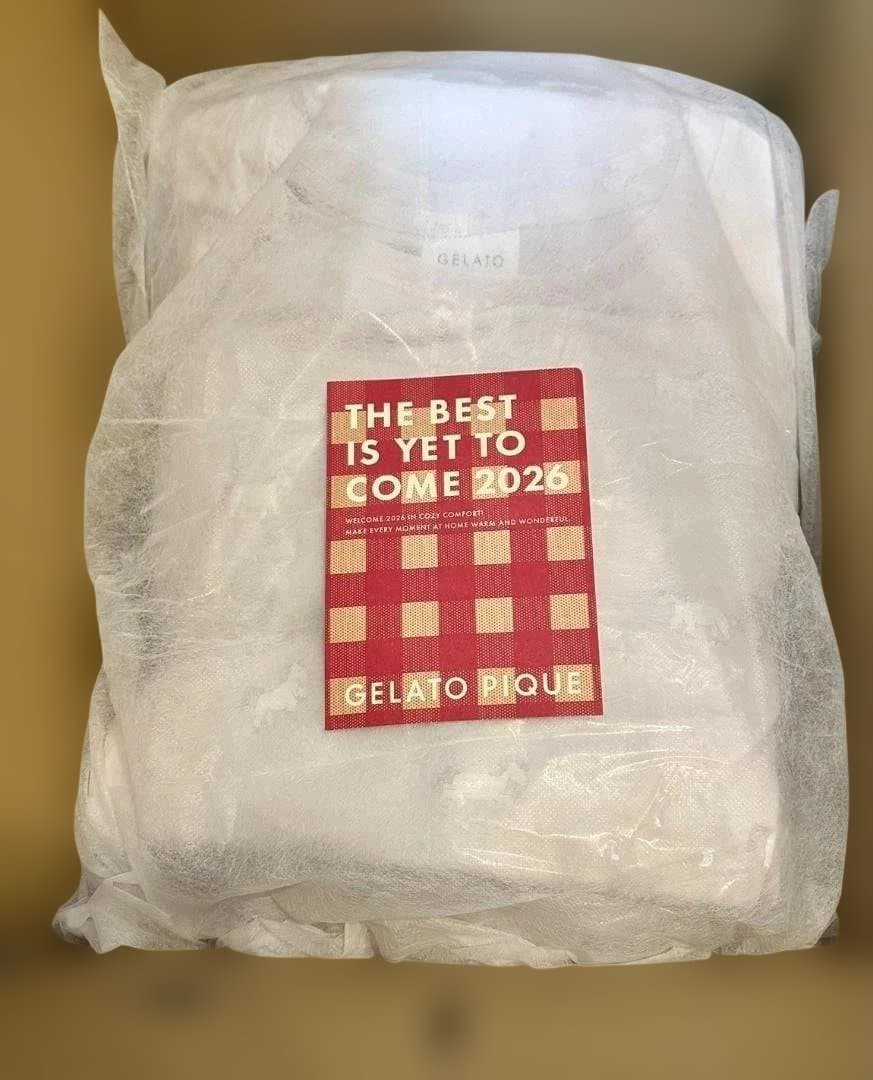 GELATO
THE BEST
IS YET TO
COME 2026
WELCOME 2026 IN COZY COMFORT!
MAKE EVERY MOMENT AT HOME WARM AND WONDERFUL.
GELATO PIQUE